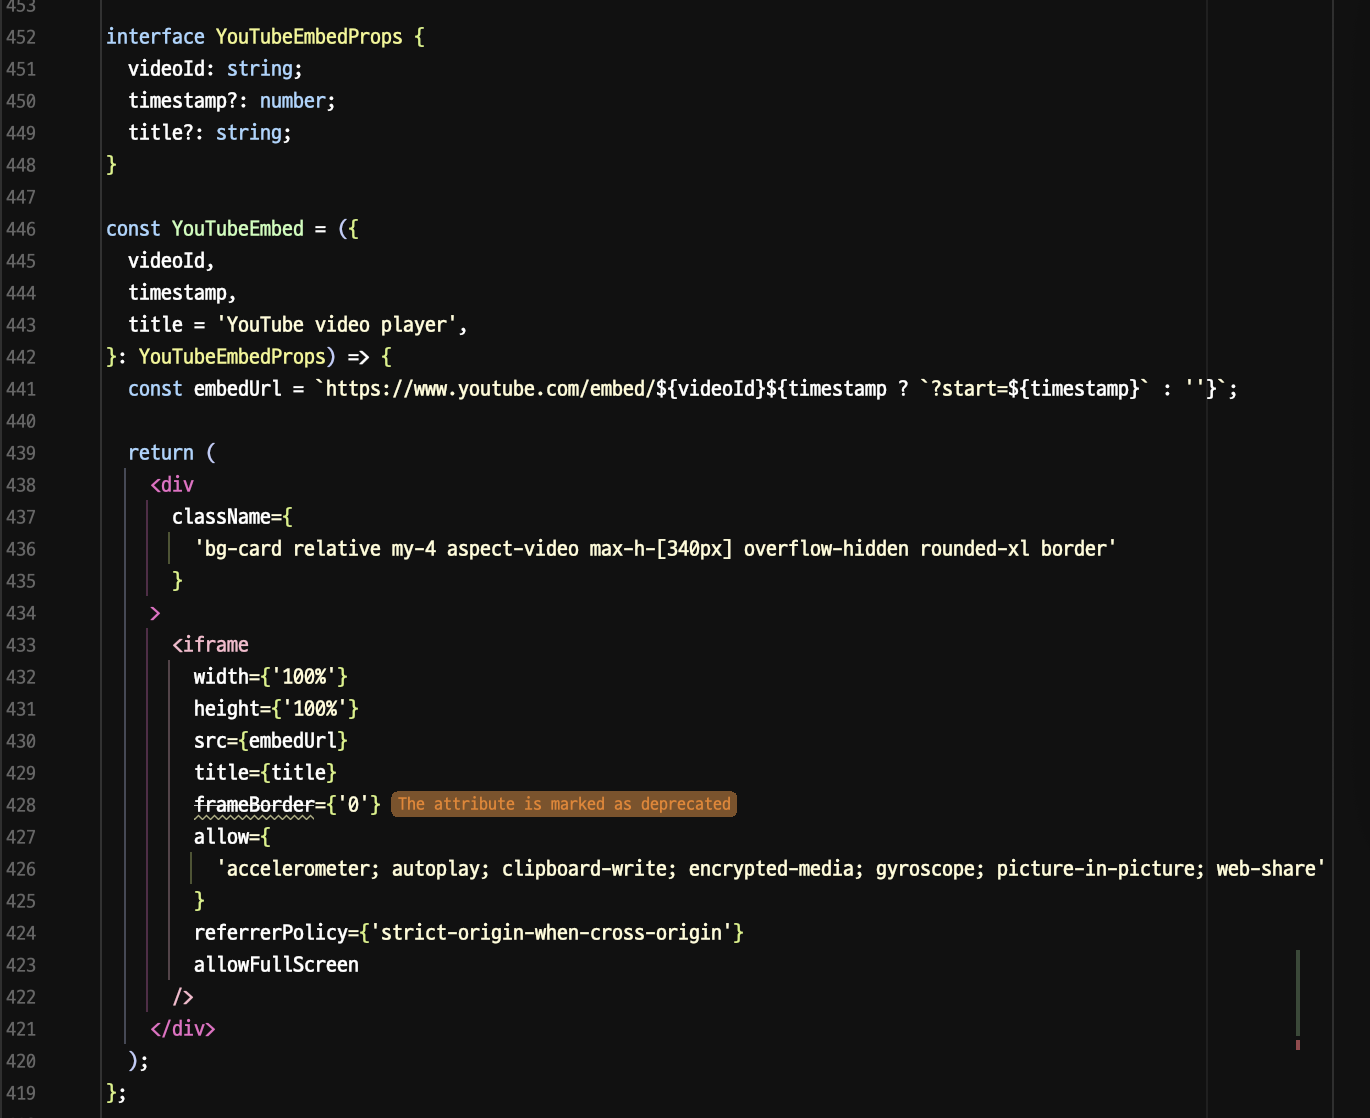 453
452 interface YouTubeEmbedProps {
451 videoId: string;
450 timestamp?: number;
449 title?: string;
448 }
447
446 const YouTubeEmbed = ({
445 videoId,
444 timestamp,
443 title = 'YouTube video player',
442 }: YouTubeEmbedProps) => {
441 const embedUrl = `https://www.youtube.com/embed/${videoId}${timestamp ? `?start=${timestamp}` : ''}`;
440
439 return (
438 <div
437 className={
436 'bg-card relative my-4 aspect-video max-h-[340px] overflow-hidden rounded-xl border'
435 }
434 >
433 <iframe
432 width={'100%'}
431 height={'100%'}
430 src={embedUrl}
429 title={title}
428 frameBorder={'0'} The attribute is marked as deprecated
427 allow={
426 'accelerometer; autoplay; clipboard-write; encrypted-media; gyroscope; picture-in-picture; web-share'
425 }
424 referrerPolicy={'strict-origin-when-cross-origin'}
423 allowFullScreen
422 />
421 </div>
420 );
419 };